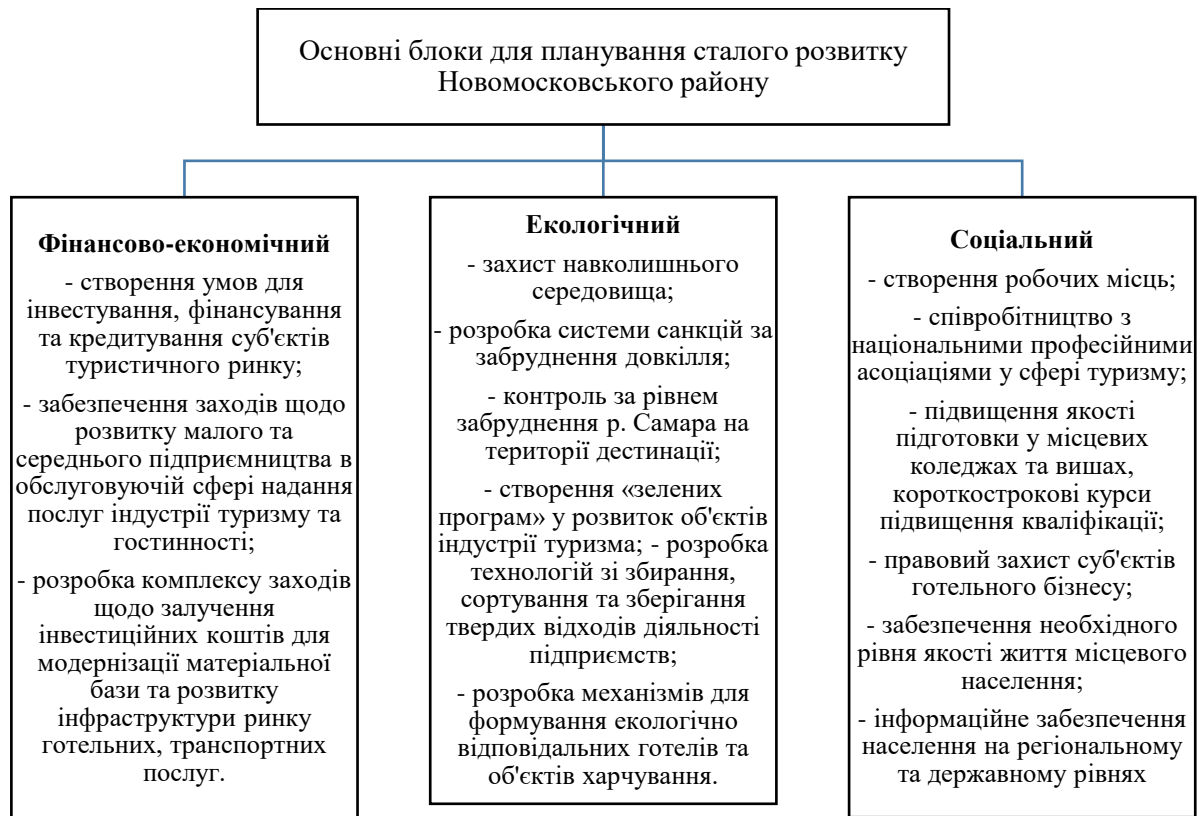 Основні блоки для планування сталого розвитку
Новомосковського району
Фінансово-економічний
- створення умов для
інвестування, фінансування
та кредитування суб'єктів
туристичного ринку;
- забезпечення заходів щодо
розвитку малого та
середнього підприємництва в
обслуговуючій сфері надання
послуг індустрії туризму та
гостинності;
- розробка комплексу заходів
щодо залучення
інвестиційних коштів для
модернізації матеріальної
бази та розвитку
інфраструктури ринку
готельних, транспортних
послуг.
Екологічний
- захист навколишнього
середовища;
- розробка системи санкцій за
забруднення довкілля;
- контроль за рівнем
забруднення р. Самара на
території дестинації;
- створення «зелених
програм» у розвиток об'єктів
індустрії туризма; - розробка
технологій зі збирання,
сортування та зберігання
твердих відходів діяльності
підприємств;
- розробка механізмів для
формування екологічно
відповідальних готелів та
об'єктів харчування.
Соціальний
- створення робочих місць;
- співробітництво з
національними професійними
асоціаціями у сфері туризму;
- підвищення якості
підготовки у місцевих
коледжах та вишах,
короткострокові курси
підвищення кваліфікації;
- правовий захист суб'єктів
готельного бізнесу;
- забезпечення необхідного
рівня якості життя місцевого
населення;
- інформаційне забезпечення
населення на регіональному
та державному рівнях